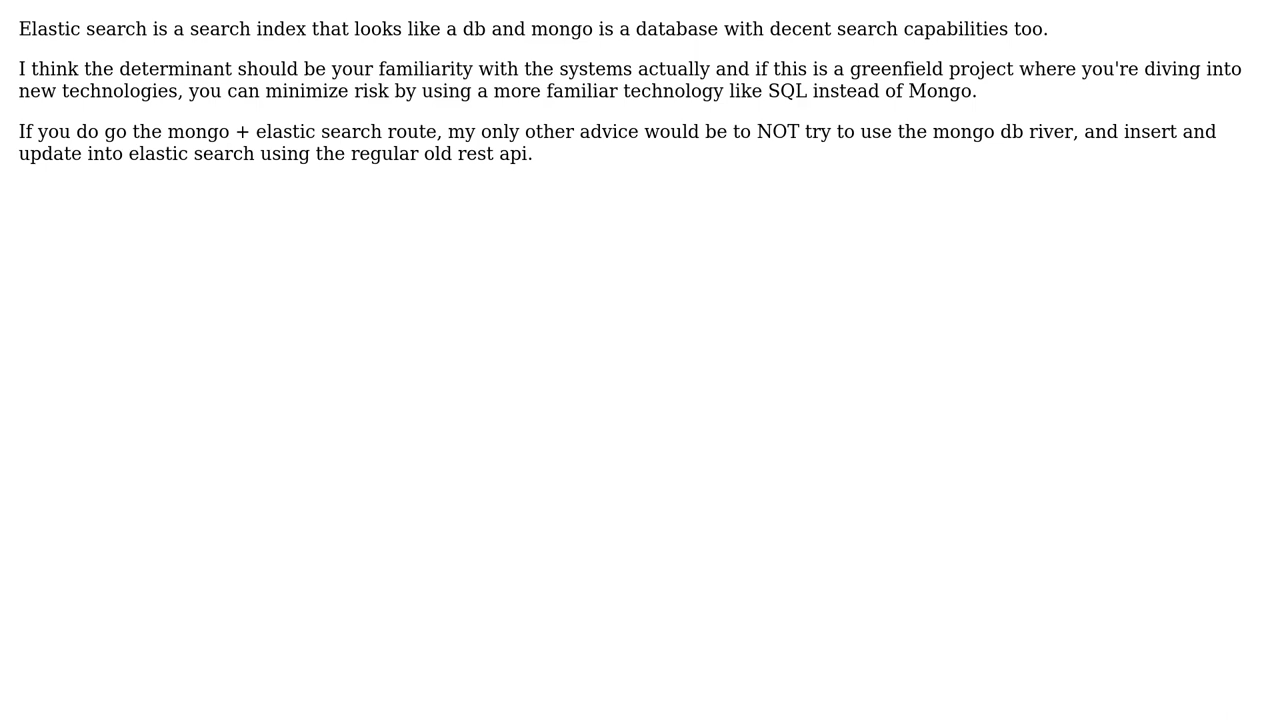 Elastic search is a search index that looks like a db and mongo is a database with decent search capabilities too.
I think the determinant should be your familiarity with the systems actually and if this is a greenfield project where you're diving into
new technologies, you can minimize risk by using a more familiar technology like SQL instead of Mongo.
If you do go the mongo + elastic search route, my only other advice would be to NOT try to use the mongo db river, and insert and
update into elastic search using the regular old rest api.